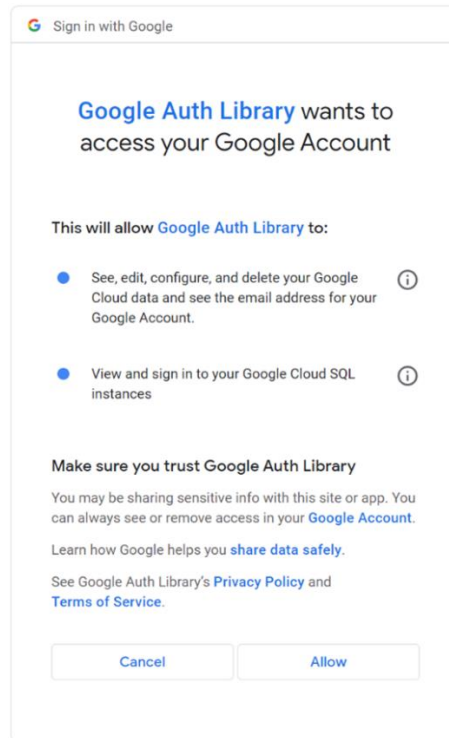 Sign in with Google
Google Auth Library wants to
access your Google Account
This will allow Google Auth Library to:
See, edit, configure, and delete your Google
Cloud data and see the email address for your
Google Account.
View and sign in to your Google Cloud SQL
instances
Make sure you trust Google Auth Library
You may be sharing sensitive info with this site or app. You
can always see or remove access in your Google Account.
Learn how Google helps you share data safely.
See Google Auth Library's Privacy Policy and
Terms of Service.
Cancel
Allow